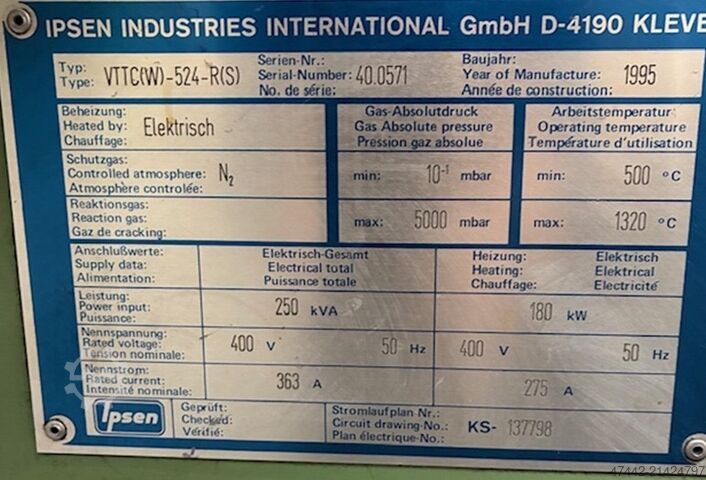 IPSEN INDUSTRIES INTERNATIONAL GmbH D-4190 KLEVE
Typ: Type: VTTC(W)-524-R(S) Serien-Nr.: Serial-Number: No. de série: 40.0571 Baujahr: Year of Manufacture: Année de construction: 1995
Beheizung:
Heated by: Elektrisch
Chauffage:
Gas-Absolutdruck
Gas Absolute pressure
Pression gaz absolue
Arbeitstemperatur:
Operating temperature
Température d'utilisation
Schutzgas:
Controlled atmosphere: N₂
Atmosphère controlée:
min: 10⁻¹ mbar
min: 500 °C
Reaktionsgas:
Reaction gas:
Gaz de cracking:
max: 5000 mbar
max: 1320 °C
Anschlußwerte:
Supply data:
Alimentation:
Elektrisch-Gesamt
Electrical total
Puissance totale
Heizung:
Heating:
Chauffage:
Elektrisch
Elektrical
Electricité
Leistung:
Power input: 250 kVA 180 kW
Puissance:
Nennspannung:
Rated voltage: 400 V 50 Hz 400 V 50 Hz
Tension nominale:
Nennstrom:
Rated current: 363 A 275 A
Intensité nominale:
Ipsen
Geprüft:
Checked:
Vérifié:
Stromlaufplan Nr.:
Circuit drawing-No.: KS- 137798
Plan électrique-No.:
47442-21424797